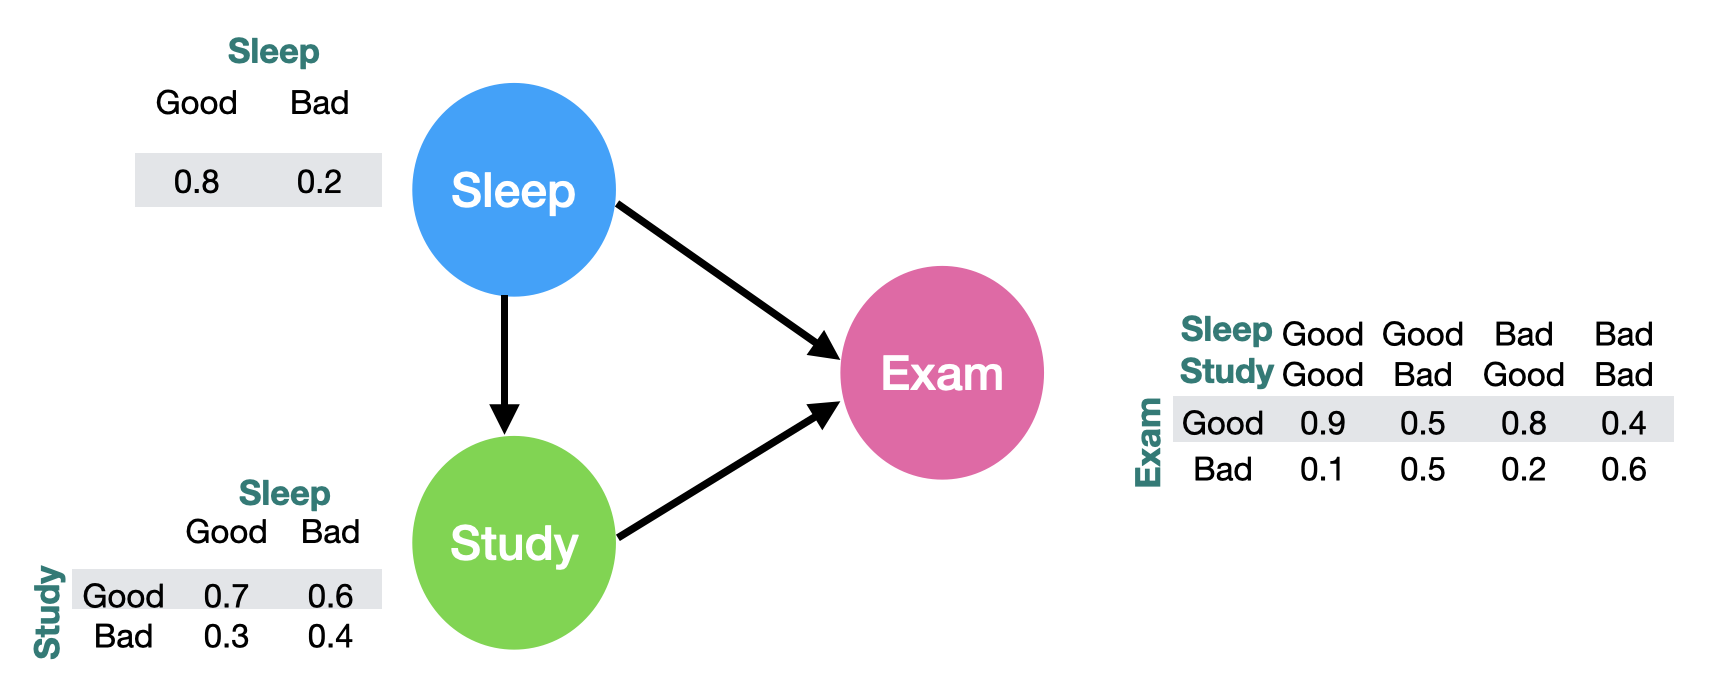 Sleep
Good Bad
0.8 0.2
Sleep
Exam
Sleep Good Good Bad Bad
Study Good Bad Good Bad
Exam
Good 0.9 0.5 0.8 0.4
Bad 0.1 0.5 0.2 0.6
Sleep
Good Bad
Study
Good 0.7 0.6
Bad 0.3 0.4
Study